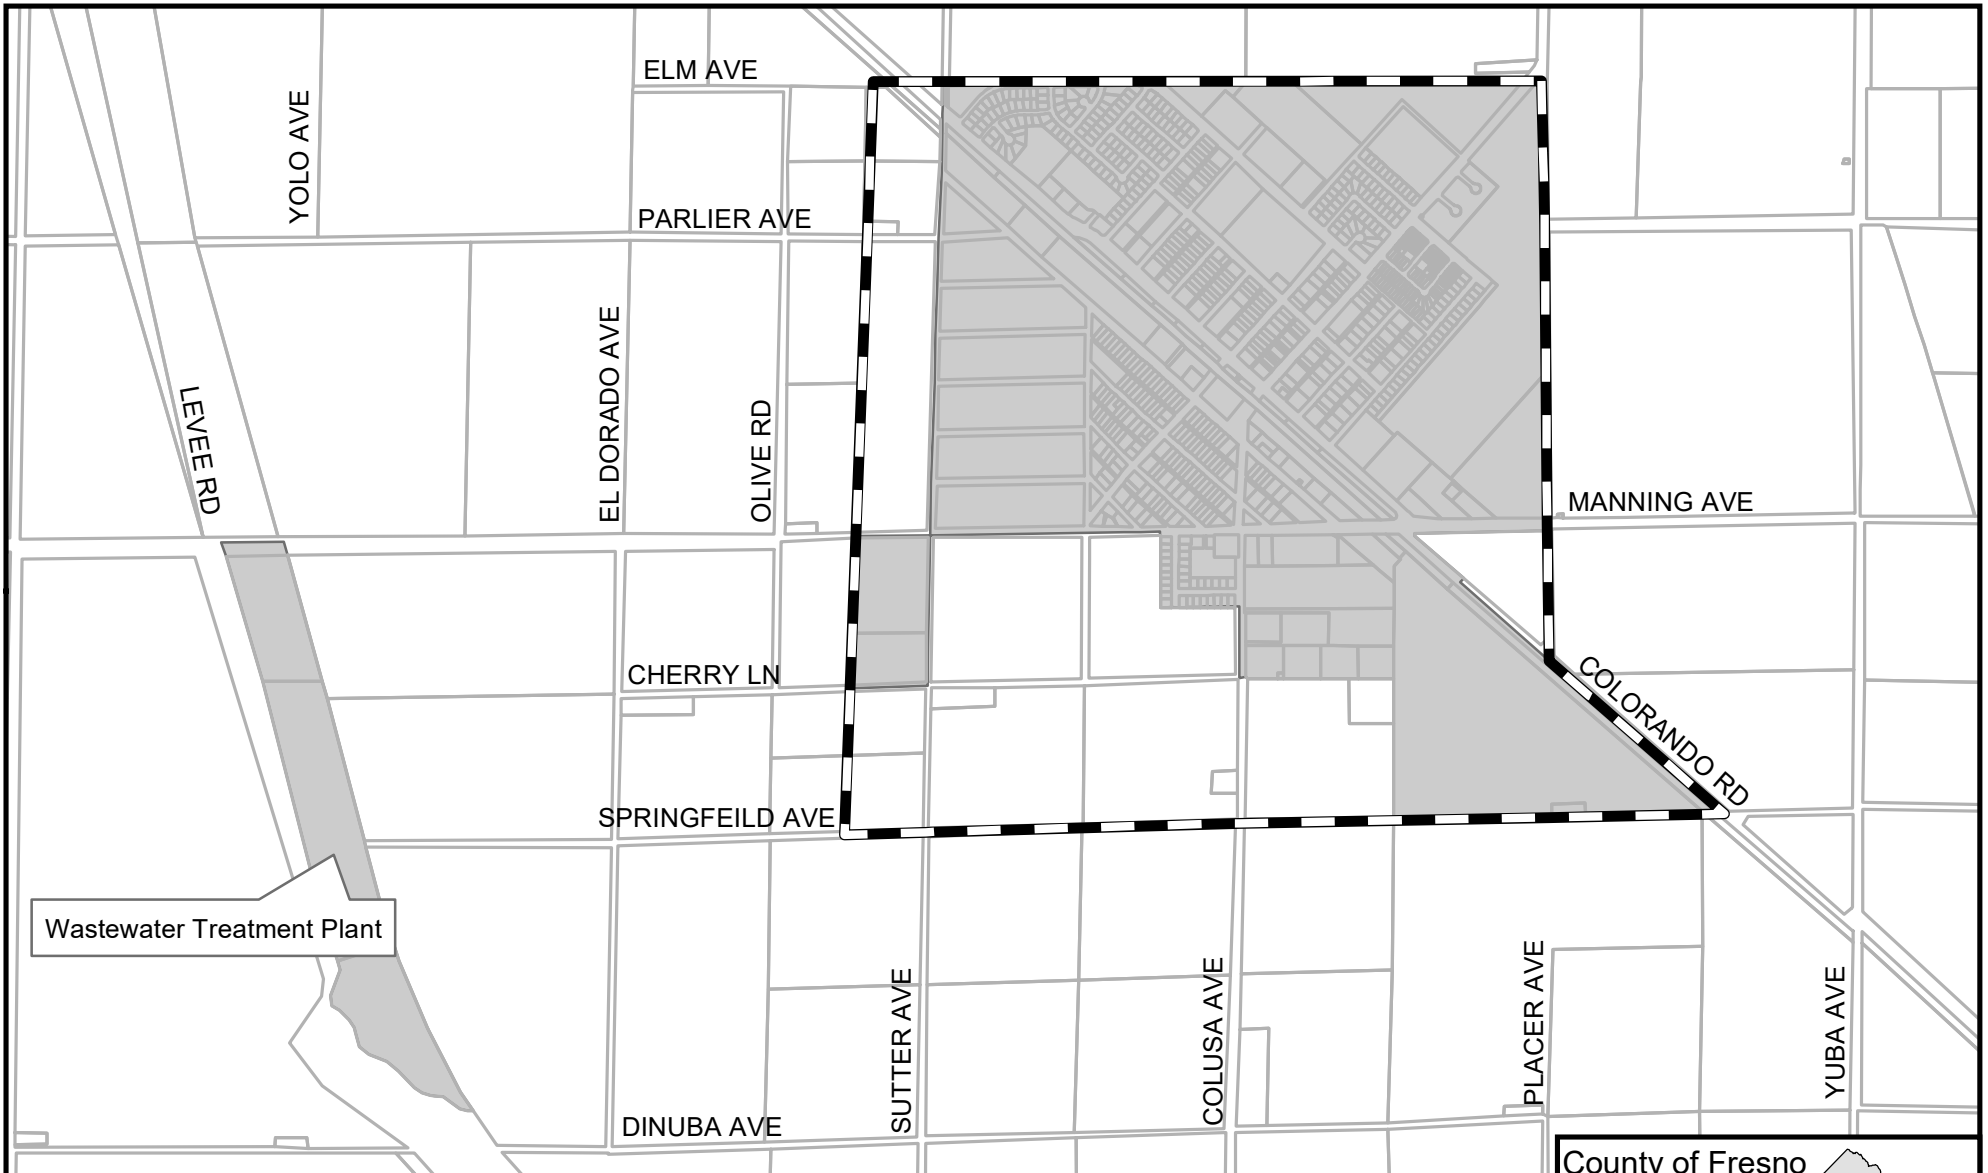 ELM AVE
YOLO AVE
PARLIER AVE
EL DORADO AVE
OLIVE RD
LEVEE RD
MANNING AVE
CHERRY LN
COLORANDO RD
SPRINGFEILD AVE
Wastewater Treatment Plant
SUTTER AVE
COLUSA AVE
PLACER AVE
YUBA AVE
DINUBA AVE
County of Fresno